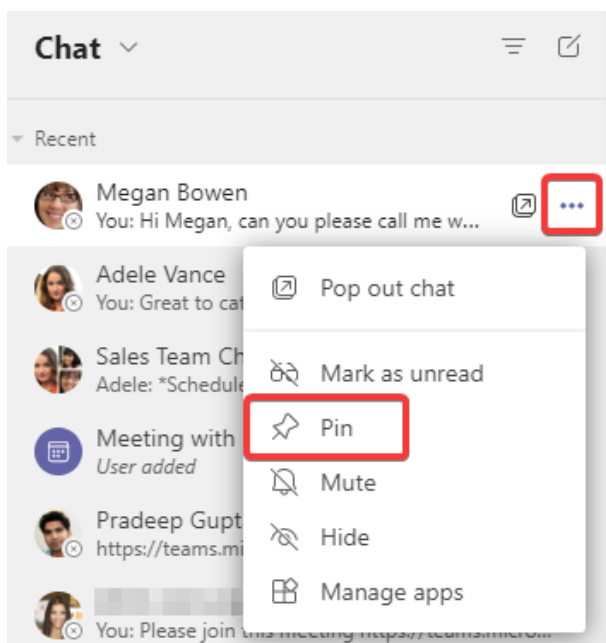 Chat
Recent
Megan Bowen
You: Hi Megan, can you please call me w...
Adele Vance
You: Great to cat
Pop out chat
Sales Team Ch
Adele: *Schedule
Mark as unread
Meeting with
User added
Pin
Mute
Pradeep Gupt
https://teams.mi
Hide
Manage apps
You: Please join this meeting https://teams.micro...